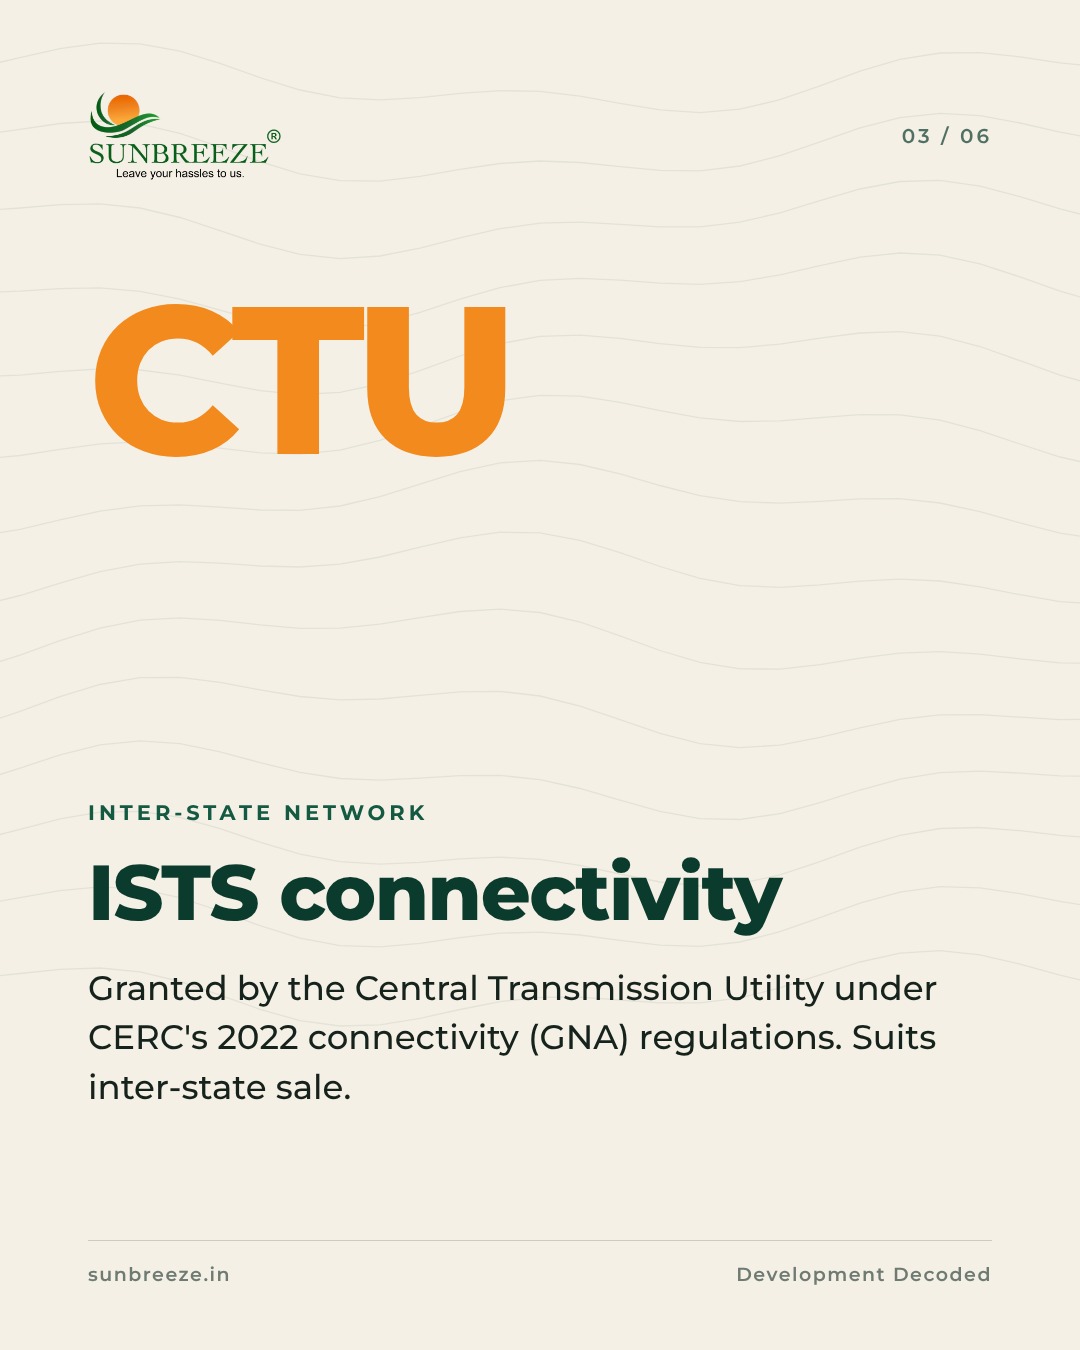 SUNBREEZE®
Leave your hassles to us.
03 / 06
CTU
INTER-STATE NETWORK
ISTS connectivity
Granted by the Central Transmission Utility under
CERC's 2022 connectivity (GNA) regulations. Suits
inter-state sale.
sunbreeze.in
Development Decoded